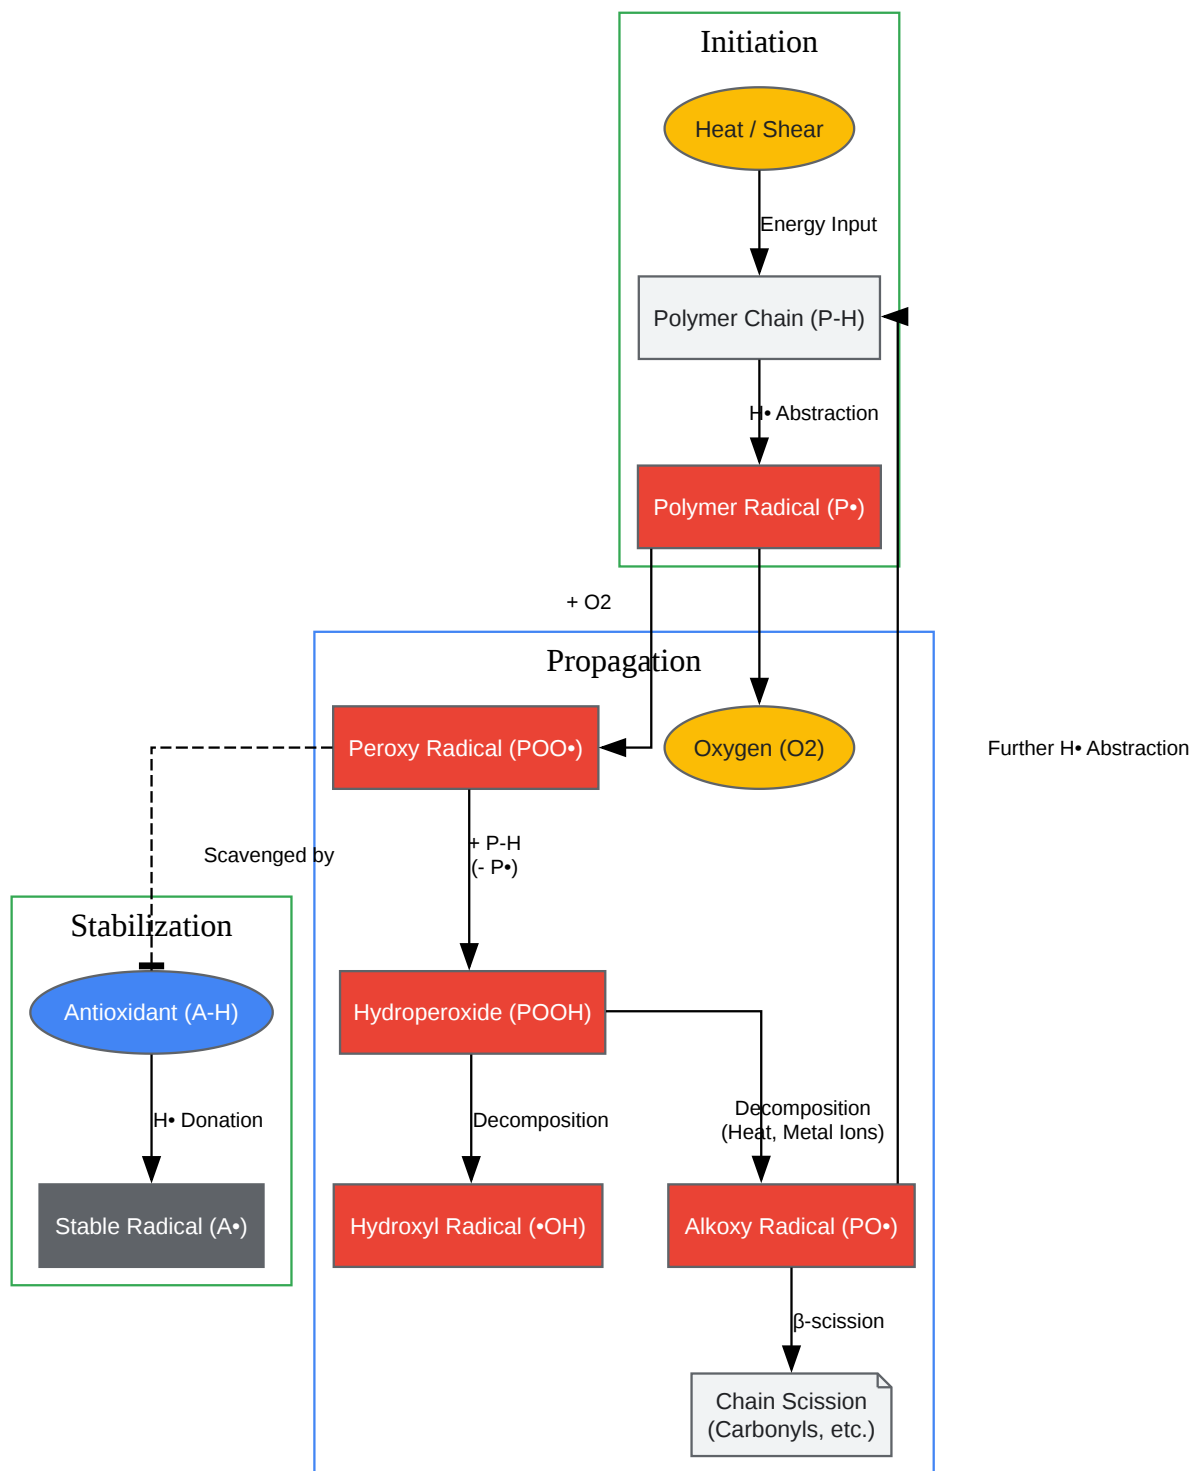 Initiation
Heat / Shear
Energy Input
Polymer Chain (P-H)
H• Abstraction
Polymer Radical (P•)
+ O2
Propagation
Peroxy Radical (POO•)
Oxygen (O2)
Further H• Abstraction
Scavenged by
+ P-H
(- P•)
Stabilization
Antioxidant (A-H)
Hydroperoxide (POOH)
H• Donation
Decomposition
Decomposition
(Heat, Metal Ions)
Stable Radical (A•)
Hydroxyl Radical (•OH)
Alkoxy Radical (PO•)
β-scission
Chain Scission
(Carbonyls, etc.)